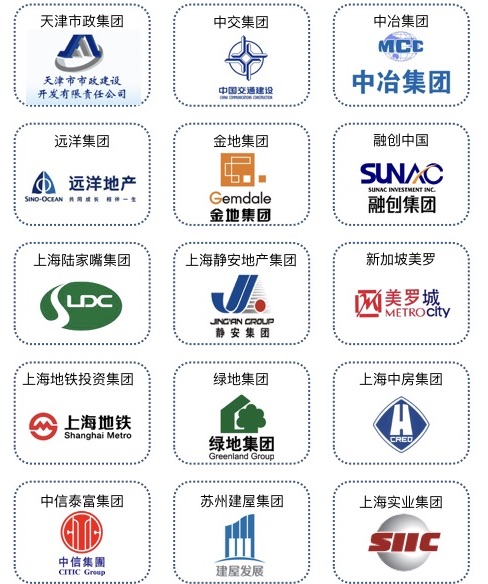 天津市政集团
中交集团
中冶集团
天津市市政建设
开发有限责任公司
中国交通建设
CHINA COMMUNICATIONS CONSTRUCTION
MCC
中冶集团
远洋集团
金地集团
融创中国
SINO-OCEAN
远洋地产
共同成长 相伴一生
Gemdale
金地集团
SUNAC
SUNAC INVESTMENT INC.
融创集团
上海陆家嘴集团
上海静安地产集团
新加坡美罗
SLDC
JING'AN GROUP
静安集团
美罗城
METROcity
上海地铁投资集团
绿地集团
上海中房集团
上海地铁
Shanghai Metro
绿地集团
Greenland Group
CRED
中信泰富集团
苏州建屋集团
上海实业集团
中信集團
CITIC Group
建屋发展
SIIC